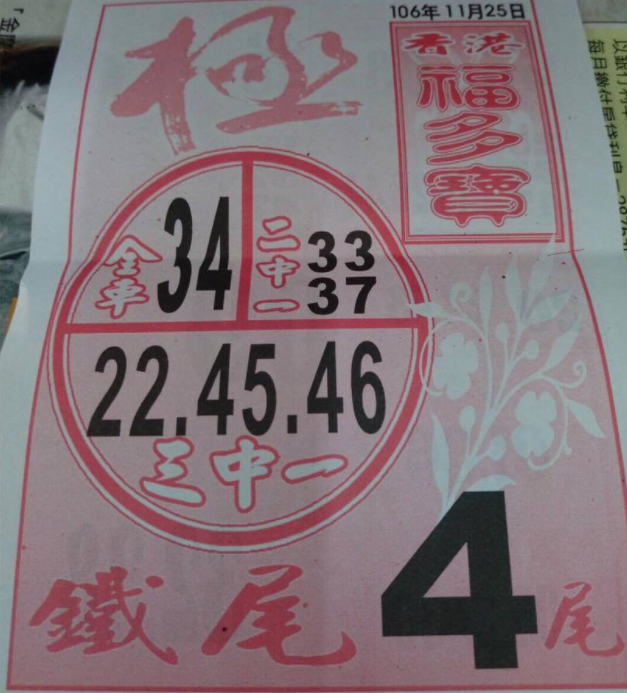 106年11月25日
極
香港
福多寶
全車
34
二中一
33
37
22.45.46
三中一
鐵尾
4尾